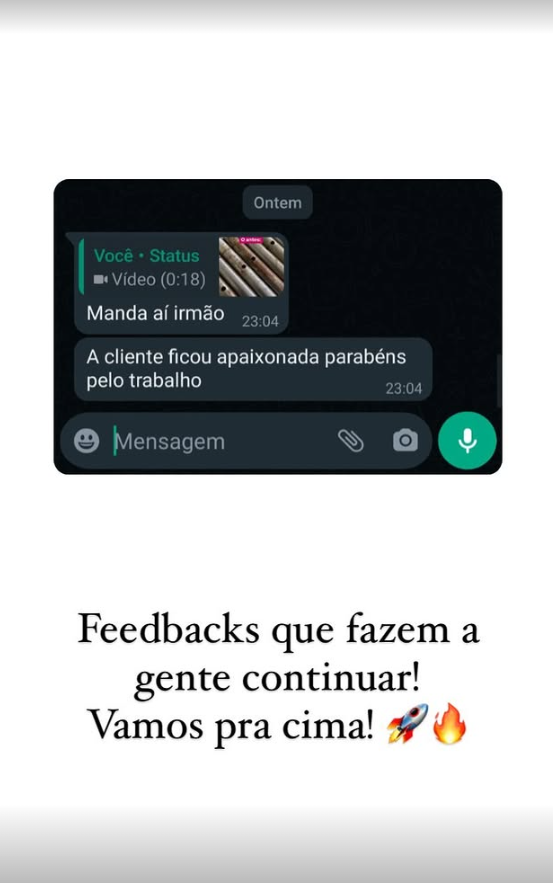 Ontem
Você • Status
Vídeo (0:18)
Manda aí irmão
23:04
A cliente ficou apaixonada parabéns
pelo trabalho
23:04
Mensagem
Feedbacks que fazem a
gente continuar!
Vamos pra cima! 🚀🔥